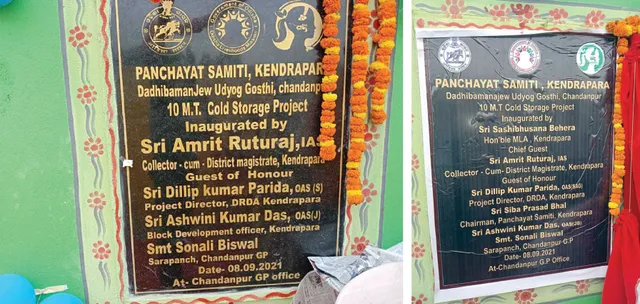 PANCHAYAT SAMITI, KENDRAPARA
DadhibamanJew Udyog Gosthi, chandanpur
10 M.T. Cold Storage Project
Inaugurated by
Sri Amrit Ruturaj, IAS
Collector - cum - District magistrate, Kendrapara
Guest of Honour
Sri Dillip kumar Parida, OAS (S)
Project Director, DRDA Kendrapara
Sri Ashwini Kumar Das, OAS(J)
Block Development officer, Kendrapara
Smt Sonali Biswal
Sarapanch, Chandanpur GP
Date- 08.09.2021
At- Chandanpur GP office
PANCHAYAT SAMITI, KENDRAPARA
Dadhibamanajew Udyog Gosthi, Chandanpur
10 M.T. Cold Storage Project
Inaugurated by
Sri Sashibhusana Behera
Hon'ble MLA, Kendrapara
Chief Guest
Sri Amrit Ruturaj, IAS
Collector - Cum- District Magistrate, Kendrapara
Guest of Honour
Sri Dillip Kumar Parida, OAS(SAG)
Project Director, DRDA, Kendrapara
Sri Siba Prasad Bhal
Chairman, Panchayat Samiti, Kendrapara
Sri Ashwini Kumar Das, OAS(JB)
Smt. Sonali Biswal
Sarapanch, Chandanpur GP
Date - 08.09.2021
At- Chandanpur GP Office